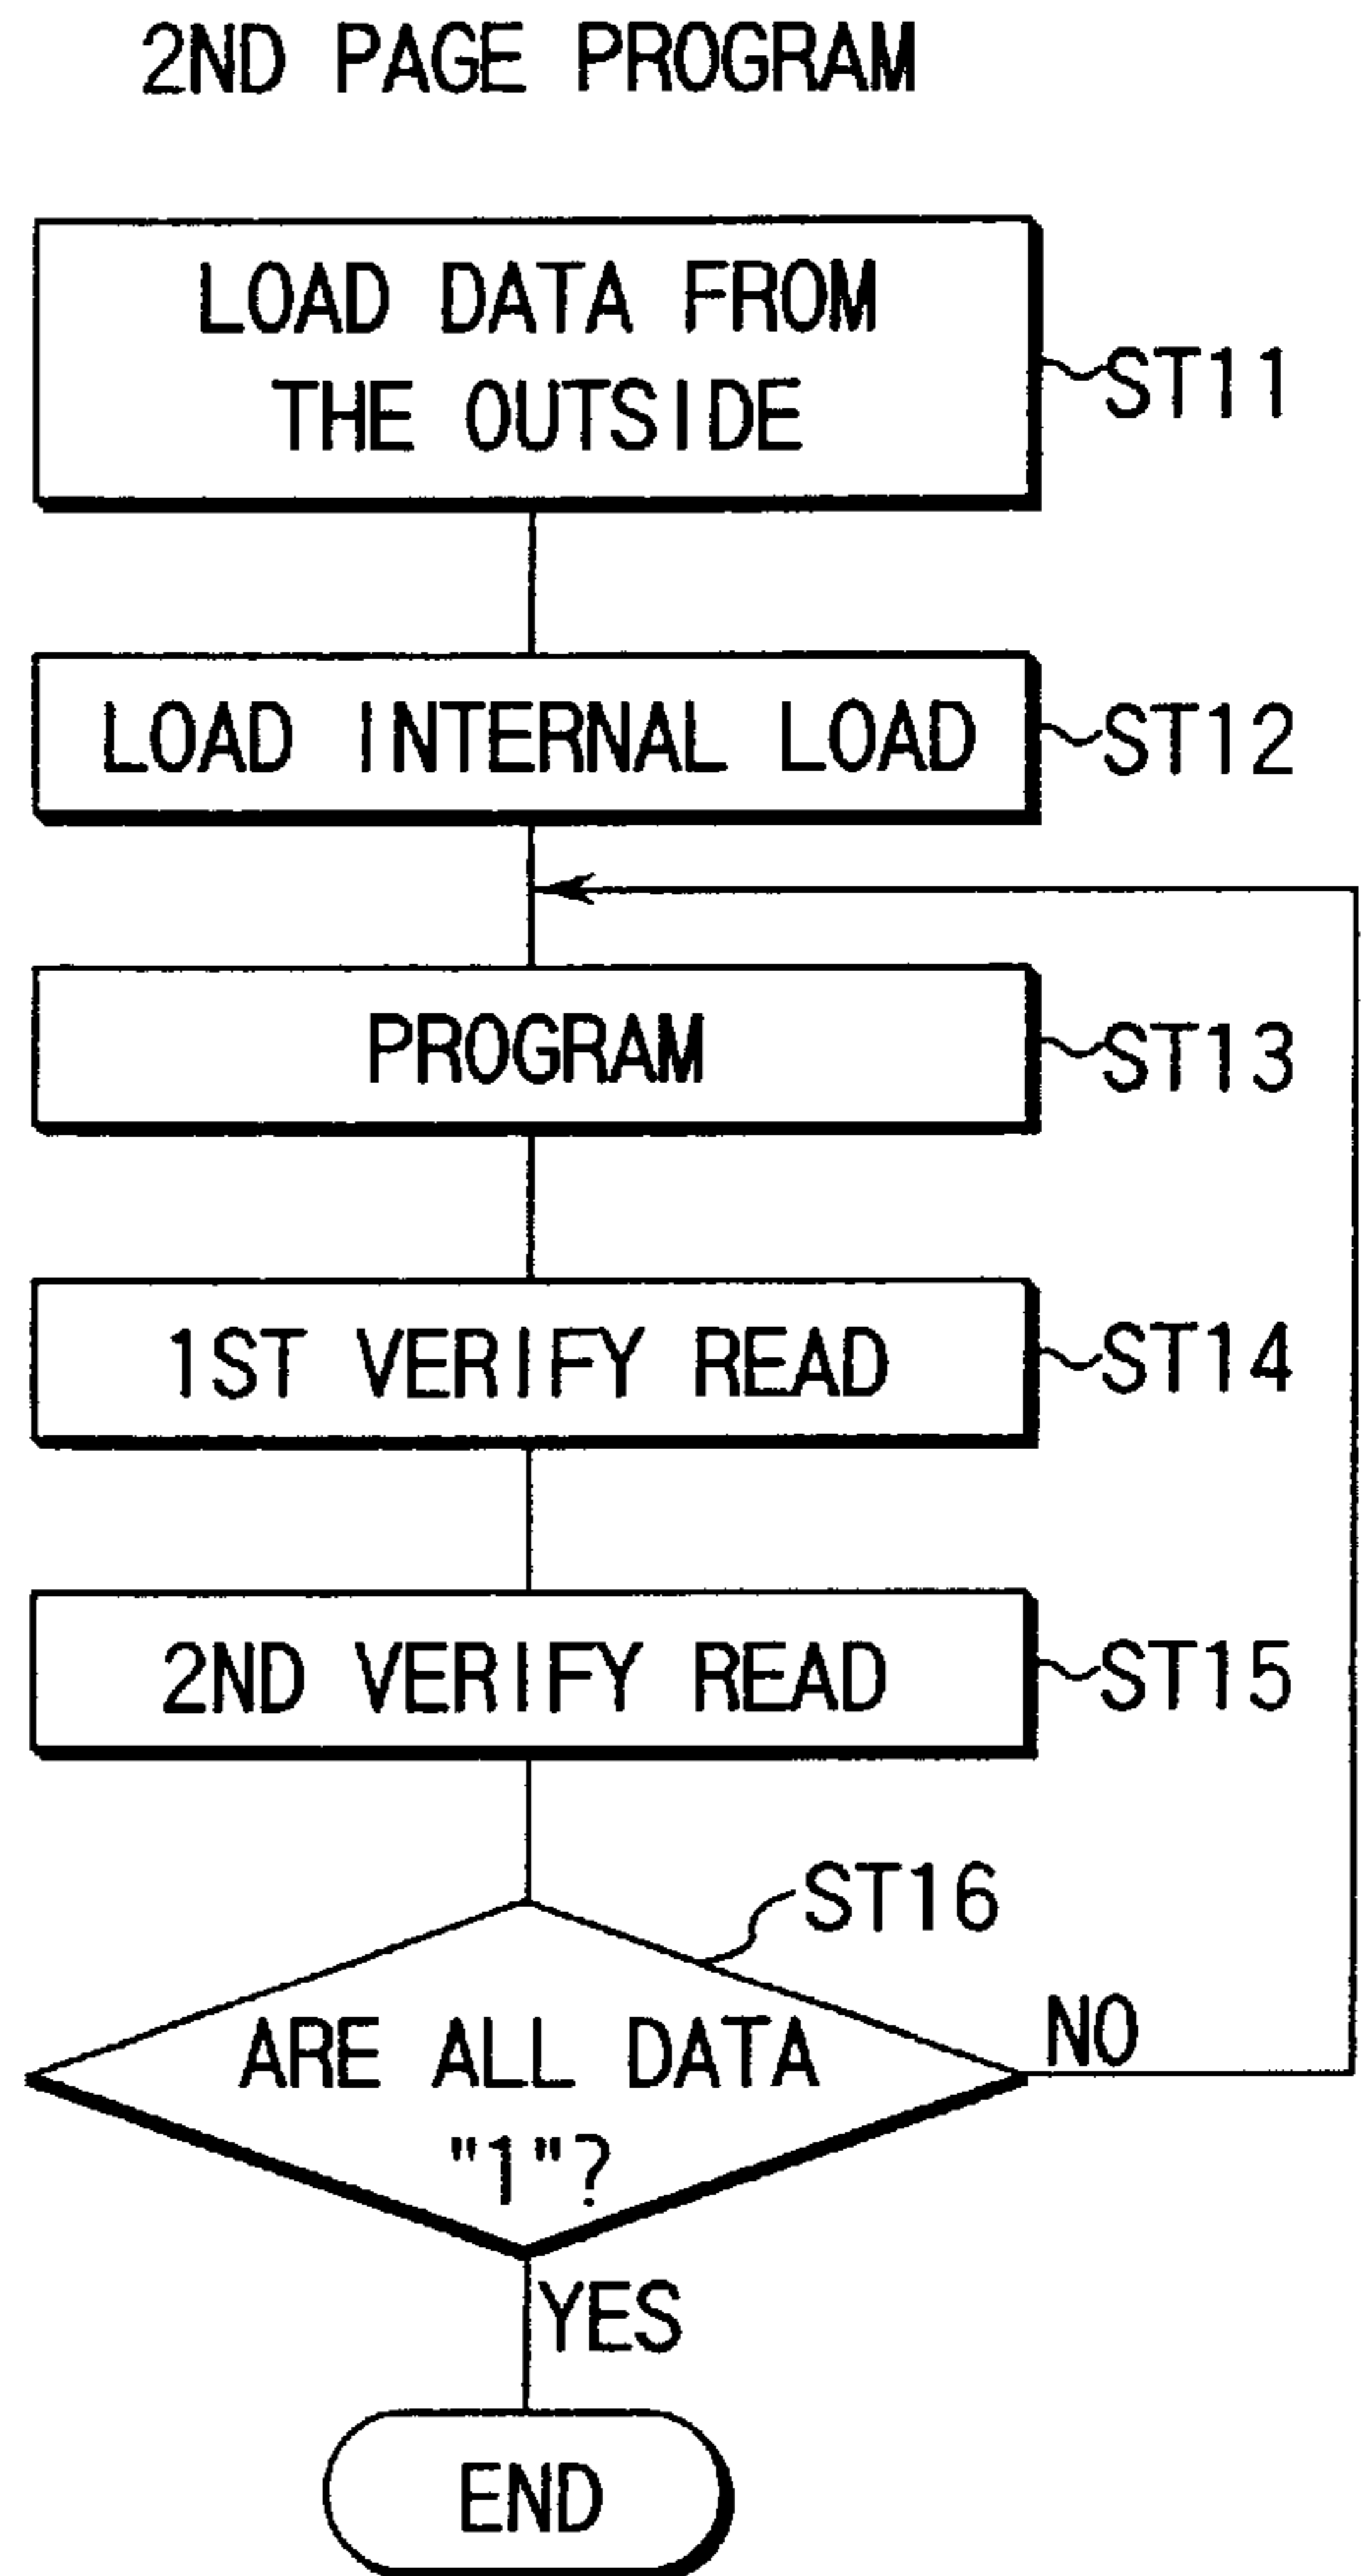 2ND PAGE PROGRAM
LOAD DATA FROM
THE OUTSIDE
ST11
LOAD INTERNAL LOAD
ST12
PROGRAM
ST13
1ST VERIFY READ
ST14
2ND VERIFY READ
ST15
ST16
ARE ALL DATA
"1"?
NO
YES
END